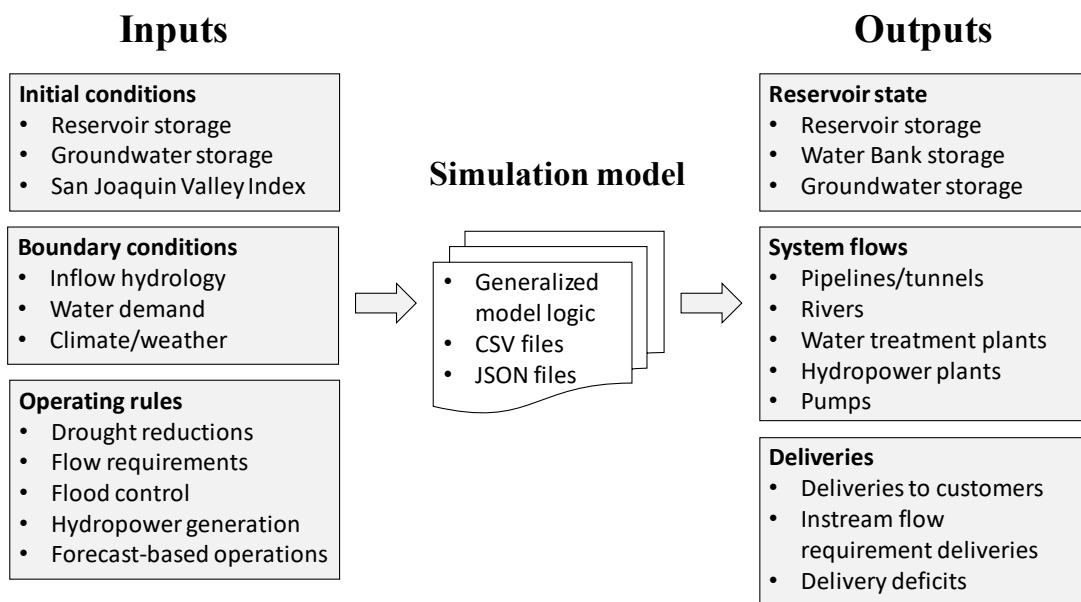 Inputs
Initial conditions
• Reservoir storage
• Groundwater storage
• San Joaquin Valley Index
Boundary conditions
• Inflow hydrology
• Water demand
• Climate/weather
Operating rules
• Drought reductions
• Flow requirements
• Flood control
• Hydropower generation
• Forecast-based operations
Simulation model
• Generalized
model logic
• CSV files
• JSON files
Outputs
Reservoir state
• Reservoir storage
• Water Bank storage
• Groundwater storage
System flows
• Pipelines/tunnels
• Rivers
• Water treatment plants
• Hydropower plants
• Pumps
Deliveries
• Deliveries to customers
• Instream flow
requirement deliveries
• Delivery deficits